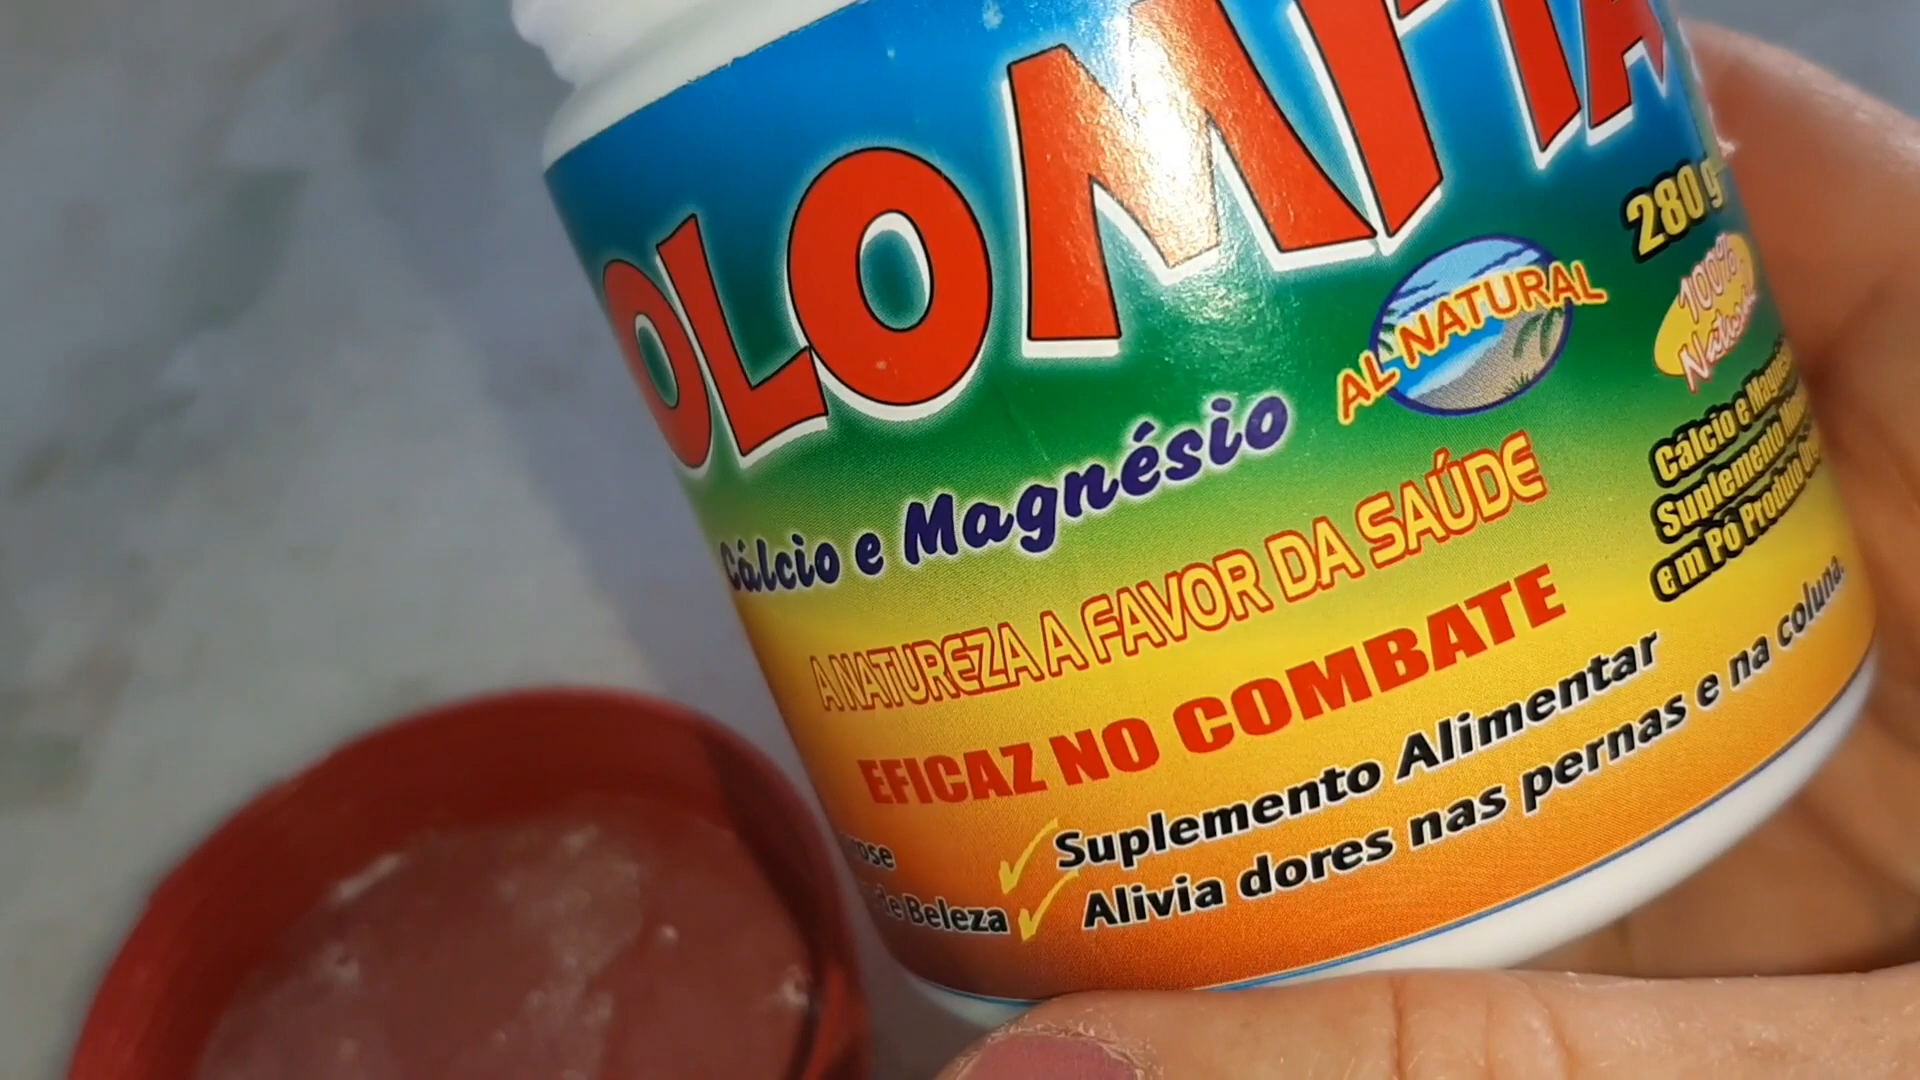 OLOMITA
280 g
AL NATURAL
100%
Natural
Cálcio e Magnésio
A NATUREZA A FAVOR DA SAÚDE
EFICAZ NO COMBATE
Cálcio e Magnésio
Suplemento
em Pó Produto
Suplemento Alimentar
de Beleza
Alivia dores nas pernas e na coluna.